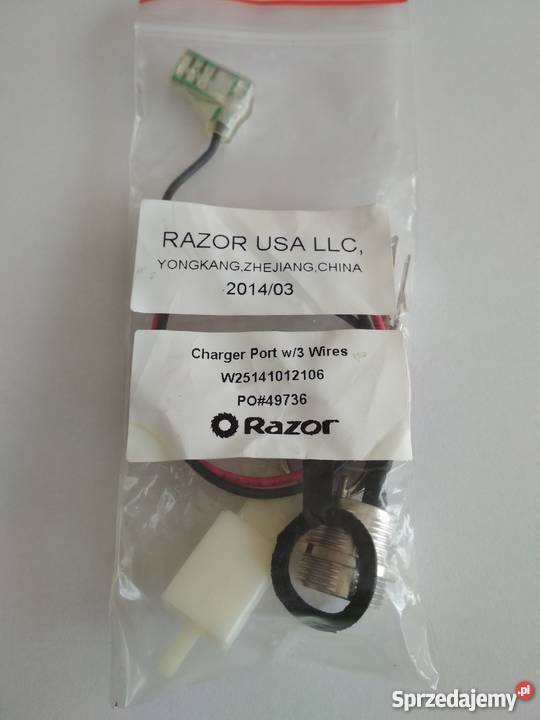 RAZOR USA LLC,
YONGKANG,ZHEJIANG,CHINA
2014/03
Charger Port w/3 Wires
W25141012106
PO#49736
Razor
Sprzedajemy.pl